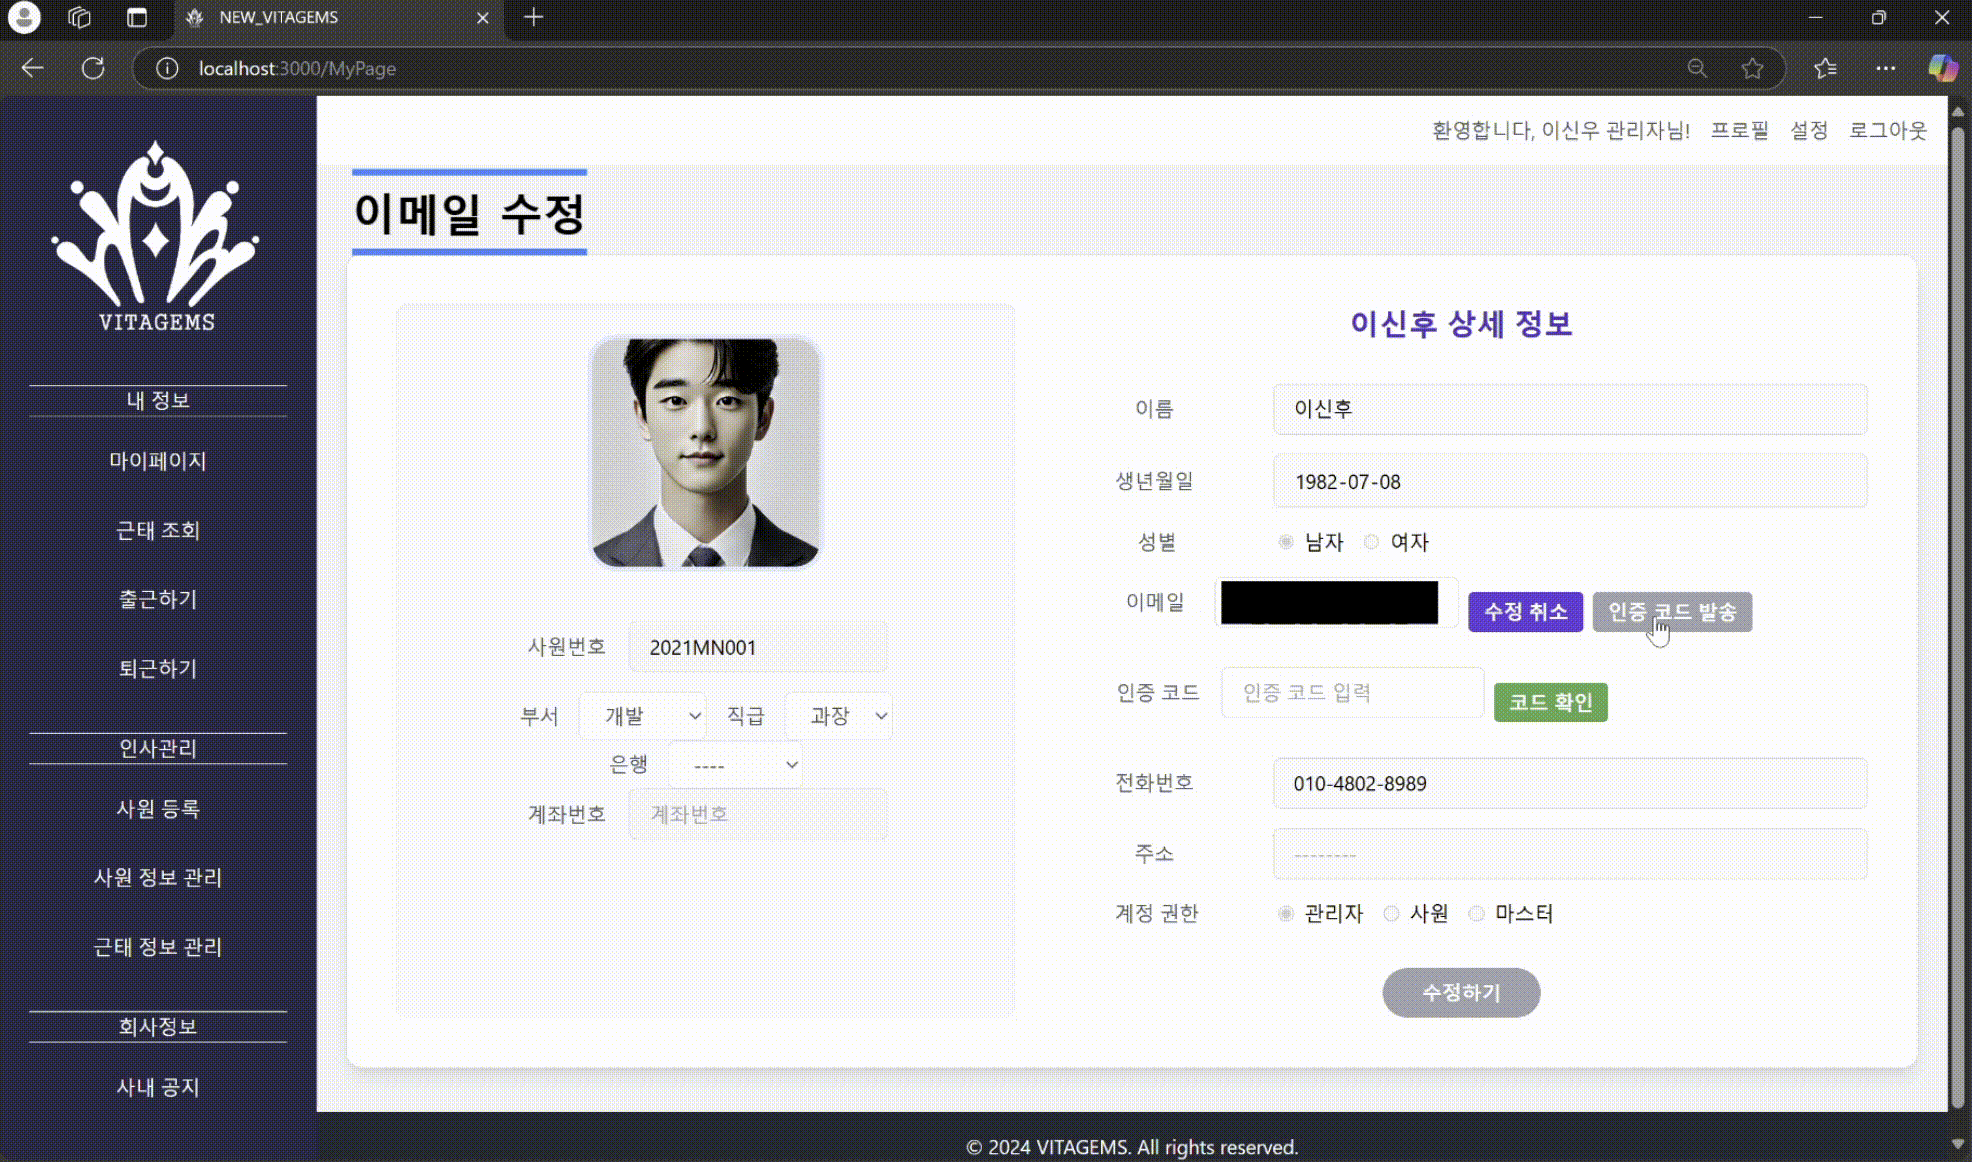 NEW_VITAGEMS
localhost:3000/MyPage
환영합니다, 이신우 관리자님! 프로필 설정 로그아웃
VITAGEMS
내 정보
마이페이지
근태 조회
출근하기
퇴근하기
인사관리
사원 등록
사원 정보 관리
근태 정보 관리
회사정보
사내 공지
이메일 수정
사원번호 2021MN001
부서 개발 직급 과장
은행 ----
계좌번호 계좌번호
이신후 상세 정보
이름 이신후
생년월일 1982-07-08
성별 남자 여자
이메일 수정 취소 인증 코드 발송
인증 코드 인증 코드 입력 코드 확인
전화번호 010-4802-8989
주소 --------
계정 권한 관리자 사원 마스터
수정하기
© 2024 VITAGEMS. All rights reserved.